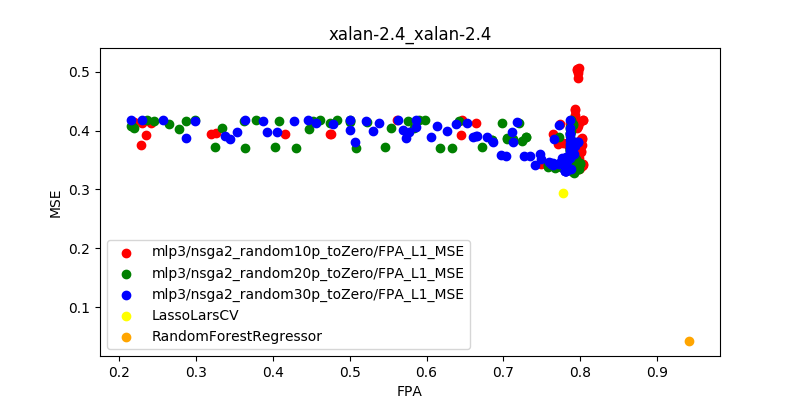 xalan-2.4_xalan-2.4
MSE
0.5
0.4
0.3
0.2
0.1
mlp3/nsga2_random10p_toZero/FPA_L1_MSE
mlp3/nsga2_random20p_toZero/FPA_L1_MSE
mlp3/nsga2_random30p_toZero/FPA_L1_MSE
LassoLarsCV
RandomForestRegressor
0.2 0.3 0.4 0.5 0.6 0.7 0.8 0.9
FPA